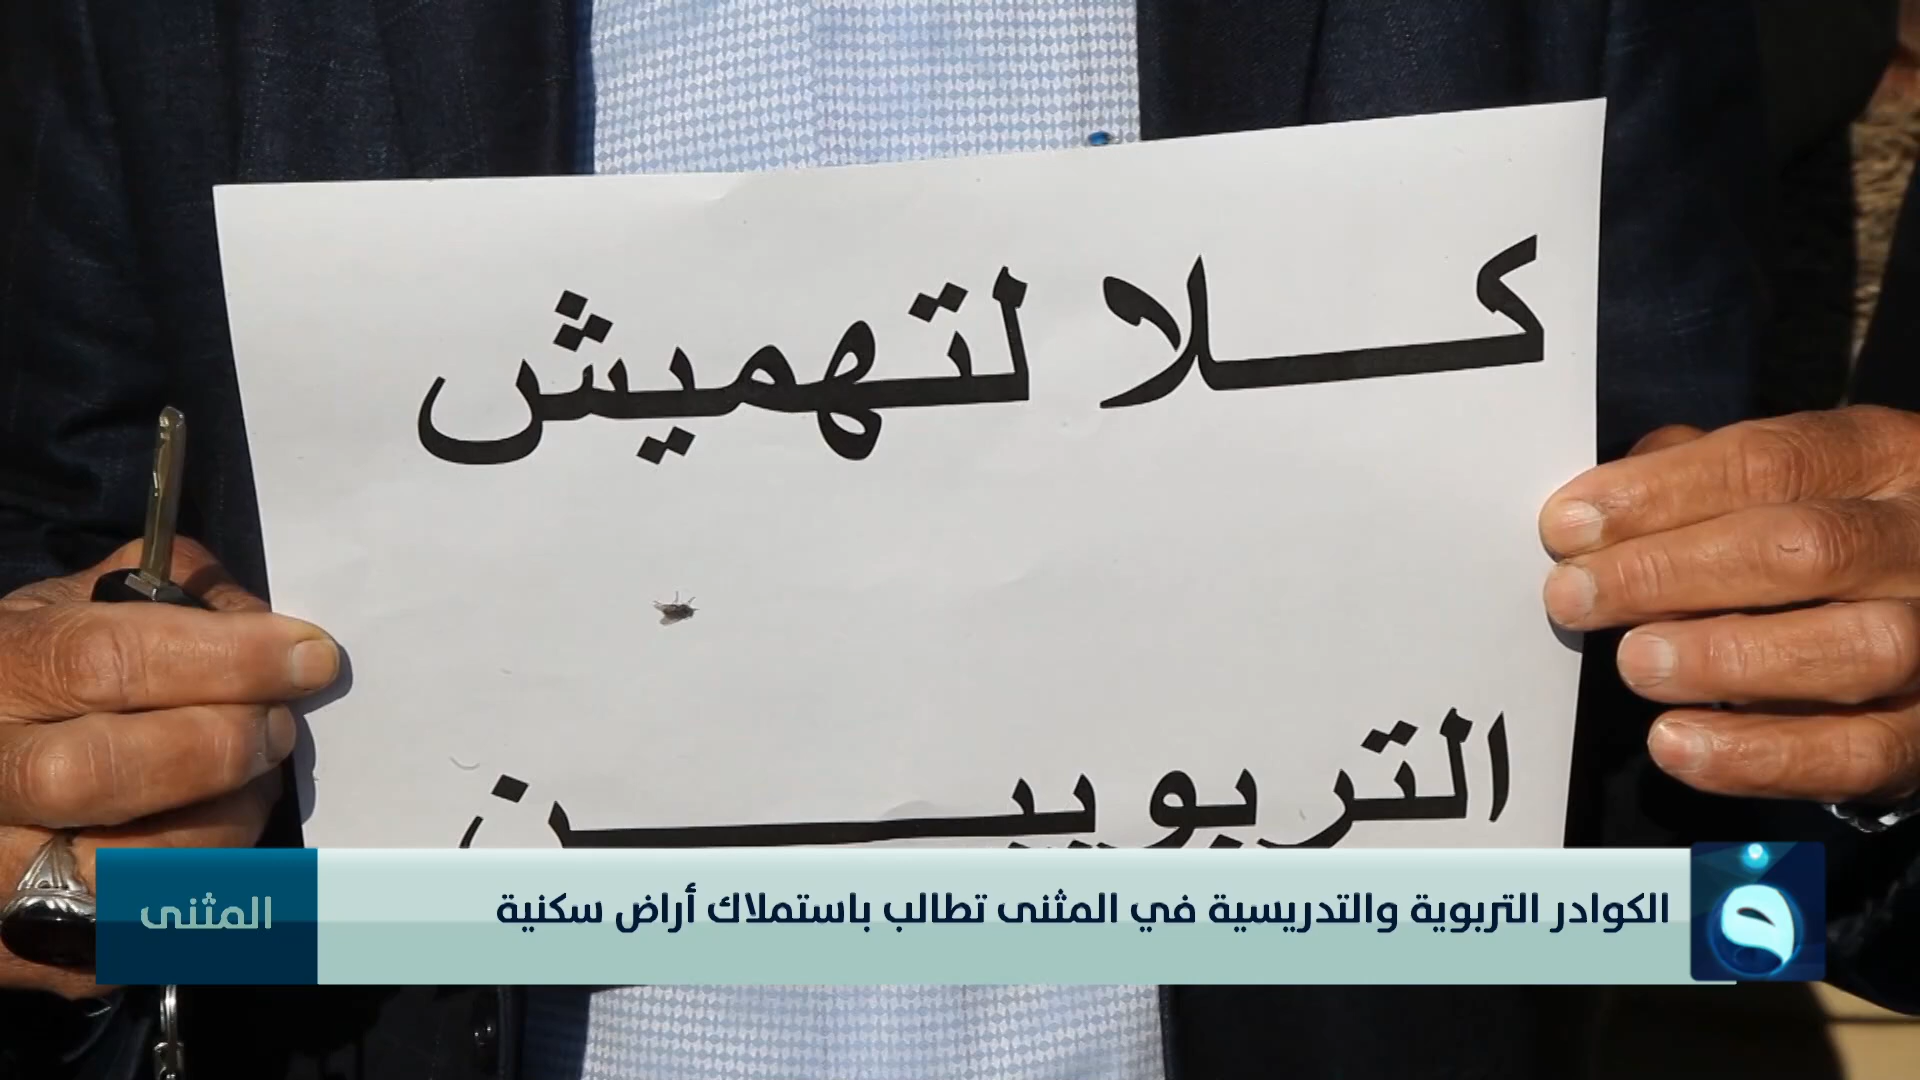 كلا لتهميش
التربويين
الكوادر التربوية والتدريسية في المثنى تطالب باستملاك أراض سكنية
المثنى